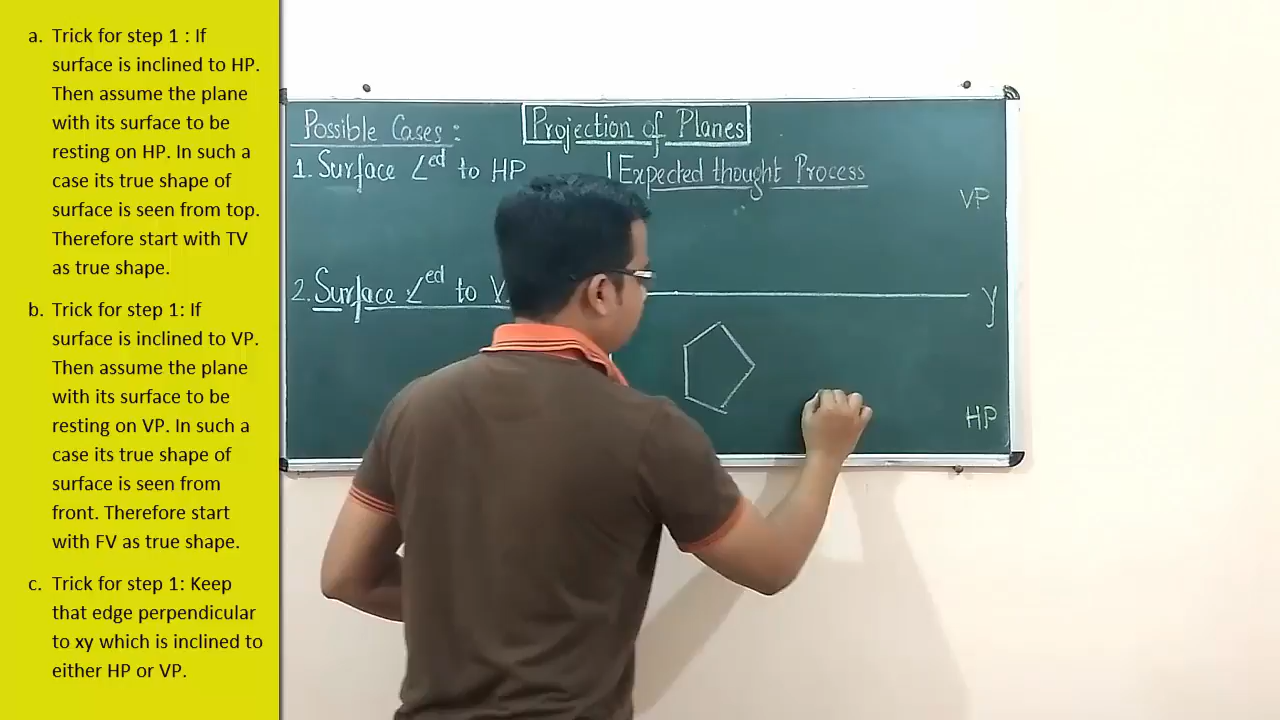 a. Trick for step 1 : If
surface is inclined to HP.
Then assume the plane
with its surface to be
resting on HP. In such a
case its true shape of
surface is seen from top.
Therefore start with TV
as true shape.
b. Trick for step 1: If
surface is inclined to VP.
Then assume the plane
with its surface to be
resting on VP. In such a
case its true shape of
surface is seen from
front. Therefore start
with FV as true shape.
c. Trick for step 1: Keep
that edge perpendicular
to xy which is inclined to
either HP or VP.
Projection of Planes
Possible Cases :
1. Surface ∠ed to HP
Expected thought Process
VP
2. Surface ∠ed to V
y
HP